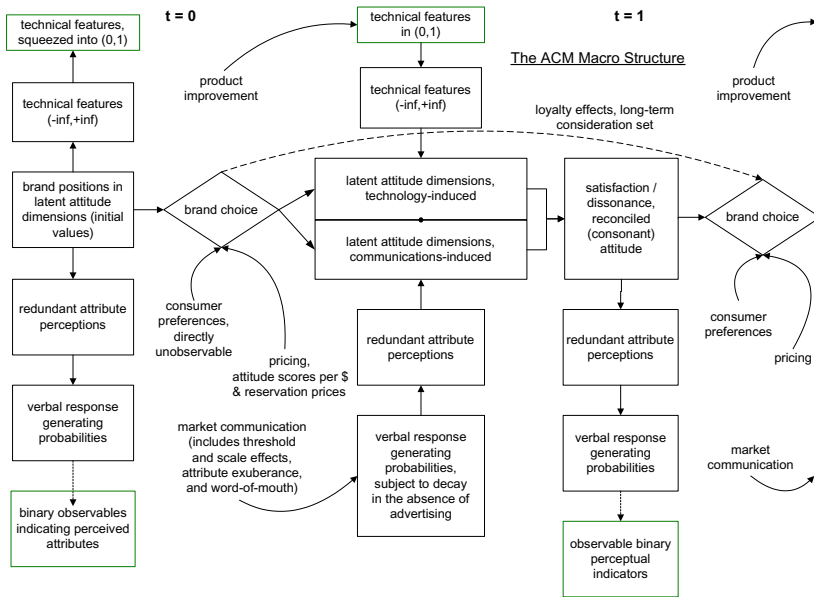 t = 0
t = 1
The ACM Macro Structure
technical features,
squeezed into (0,1)
technical features
(-inf,+inf)
brand positions in
latent attitude
dimensions (initial
values)
redundant attribute
perceptions
verbal response
generating
probabilities
binary observables
indicating perceived
attributes
product
improvement
brand choice
consumer
preferences,
directly
unobservable
pricing,
attitude scores per $
& reservation prices
market communication
(includes threshold
and scale effects,
attribute exuberance,
and word-of-mouth)
technical features
in (0,1)
technical features
(-inf,+inf)
latent attitude dimensions,
technology-induced
latent attitude dimensions,
communications-induced
redundant attribute
perceptions
verbal response
generating
probabilities,
subject to decay
in the absence of
advertising
loyalty effects, long-term
consideration set
satisfaction /
dissonance,
reconciled
(consonant)
attitude
redundant attribute
perceptions
verbal response
generating
probabilities
observable binary
perceptual
indicators
product
improvement
brand choice
consumer
preferences
pricing
market
communication